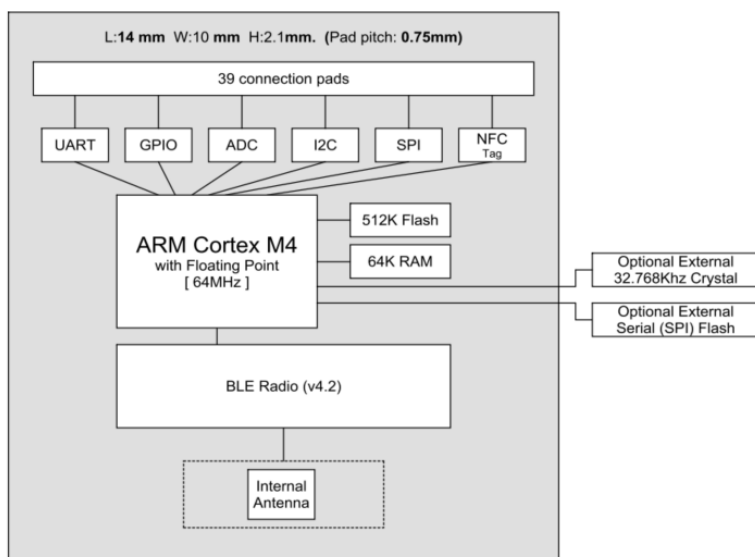 L:14 mm W:10 mm H:2.1mm. (Pad pitch: 0.75mm)
39 connection pads
UART
GPIO
ADC
I2C
SPI
NFC
Tag
ARM Cortex M4
with Floating Point
[ 64MHz ]
512K Flash
64K RAM
Optional External
32.768Khz Crystal
Optional External
Serial (SPI) Flash
BLE Radio (v4.2)
Internal
Antenna